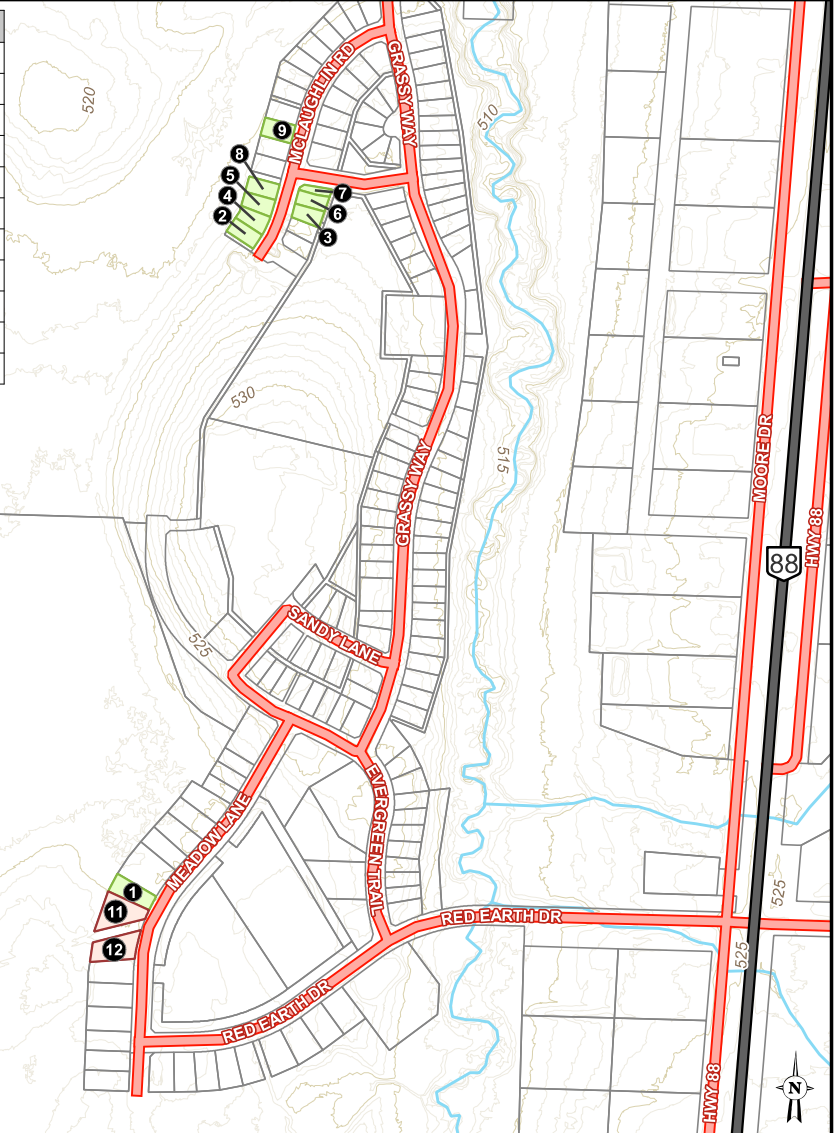 520
MCLAUGHLIN RD
GRASSY WAY
510
9
8
5
4
2
7
6
3
530
GRASSY WAY
515
MOORE DR
88
HWY 88
SANDY LANE
525
EVERGREEN TRAIL
MEADOW LANE
1
11
12
RED EARTH DR
525
525
RED EARTH DR
HWY 88
N